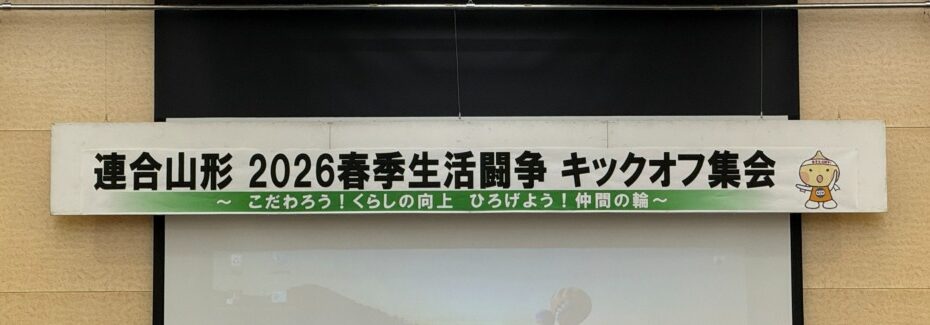 連合山形 2026春季生活闘争 キックオフ集会
～ こだわろう！くらしの向上 ひろげよう！仲間の輪～